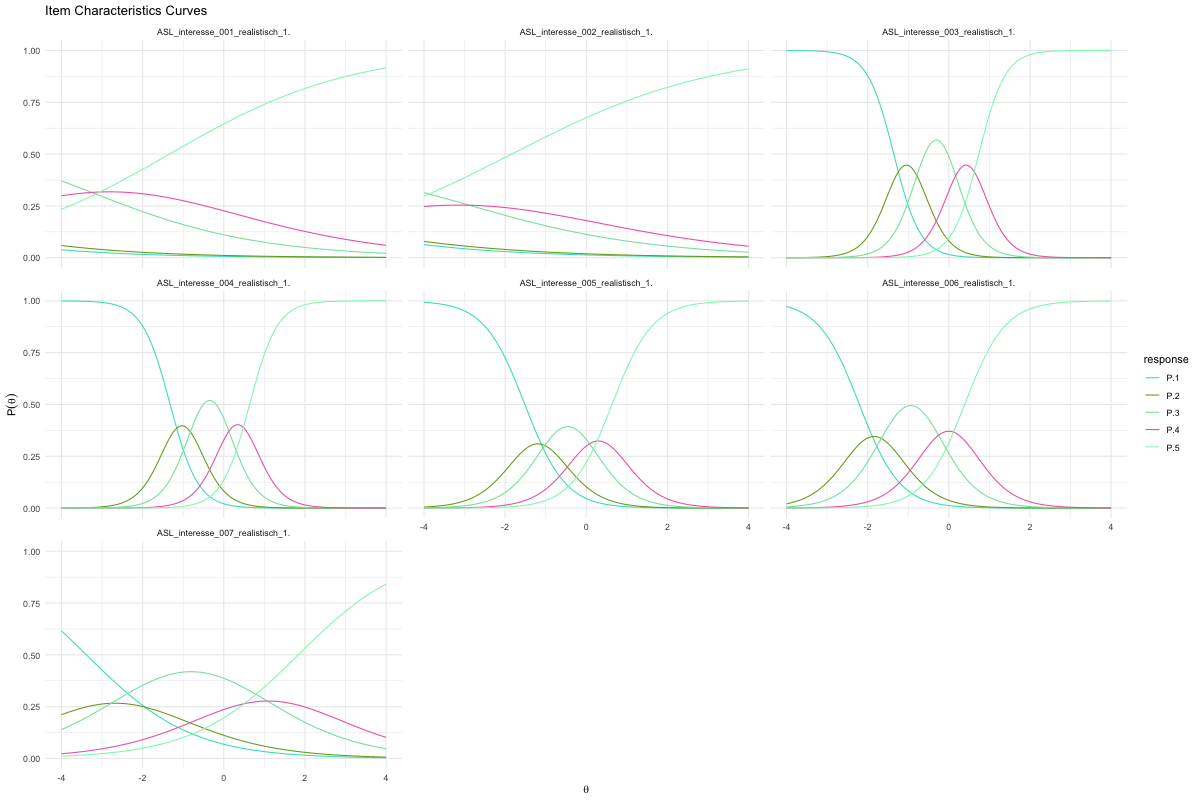 Item Characteristics Curves
ASL_interesse_001_realistisch_1.
ASL_interesse_002_realistisch_1.
ASL_interesse_003_realistisch_1.
1.00
0.75
0.50
0.25
0.00
ASL_interesse_004_realistisch_1.
ASL_interesse_005_realistisch_1.
ASL_interesse_006_realistisch_1.
1.00
0.75
0.50
0.25
0.00
-4 -2 0 2 4
-4 -2 0 2 4
ASL_interesse_007_realistisch_1.
1.00
0.75
0.50
0.25
0.00
-4 -2 0 2 4
P(θ)
θ
response
P.1
P.2
P.3
P.4
P.5